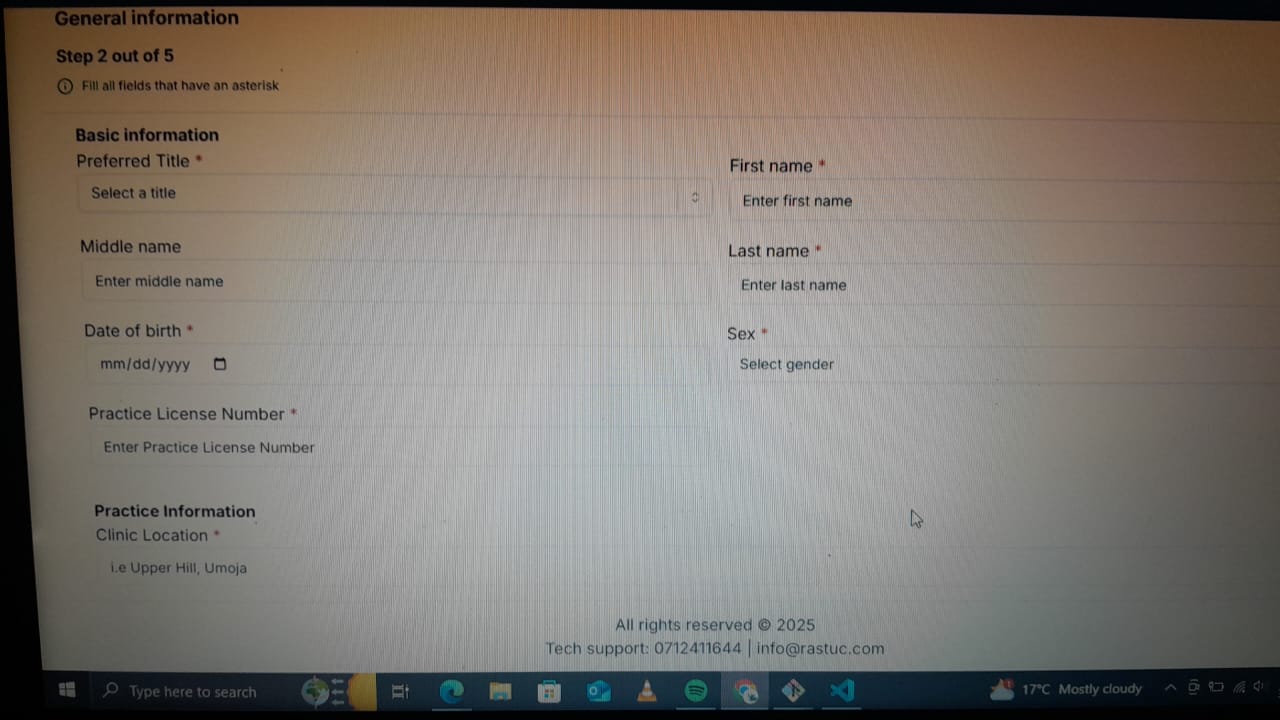 General information
Step 2 out of 5
Fill all fields that have an asterisk
Basic information
Preferred Title *
Select a title
First name *
Enter first name
Middle name
Enter middle name
Last name *
Enter last name
Date of birth *
mm/dd/yyyy
Sex *
Select gender
Practice License Number *
Enter Practice License Number
Practice Information
Clinic Location *
i.e Upper Hill, Umoja
All rights reserved © 2025
Tech support: 0712411644 | info@rastuc.com
Type here to search
17°C Mostly cloudy